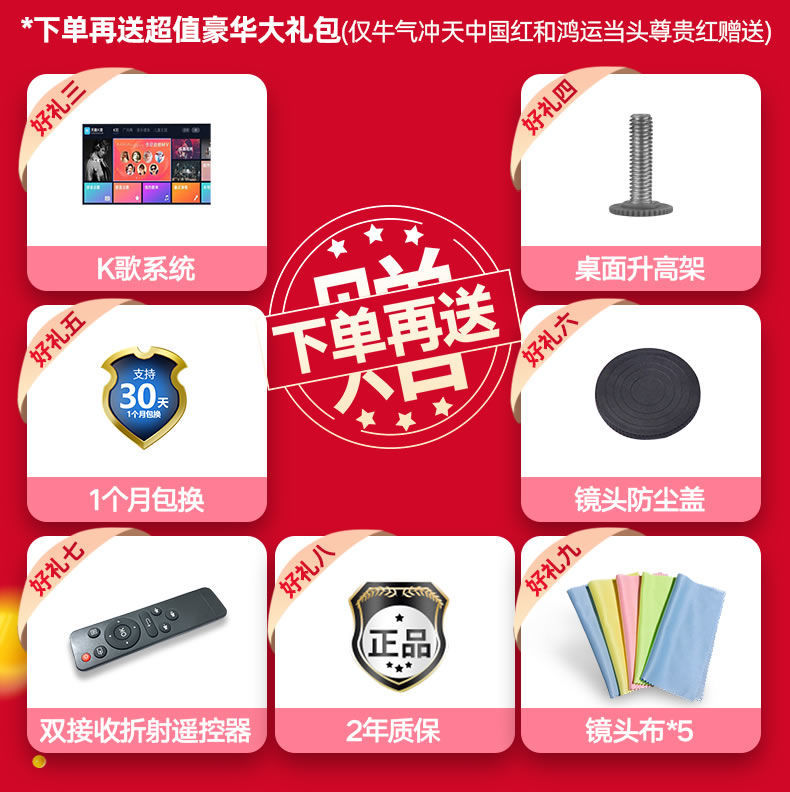 *下单再送超值豪华大礼包(仅牛气冲天中国红和鸿运当头尊贵红赠送)
好礼三
K歌系统
好礼四
桌面升高架
赠
下单再送
好礼五
支持
30天
1个月包换
1个月包换
好礼六
镜头防尘盖
好礼七
OK
双接收折射遥控器
好礼八
正品
2年质保
好礼九
镜头布*5